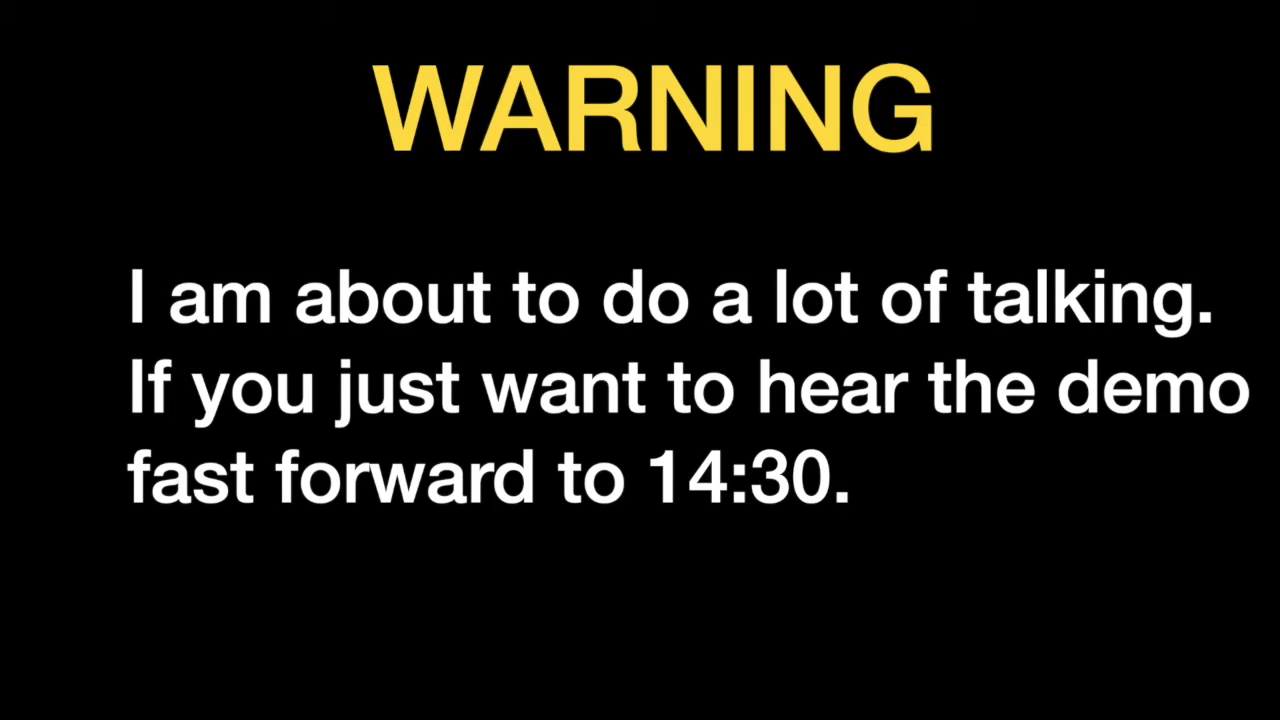 WARNING
I am about to do a lot of talking.
If you just want to hear the demo
fast forward to 14:30.